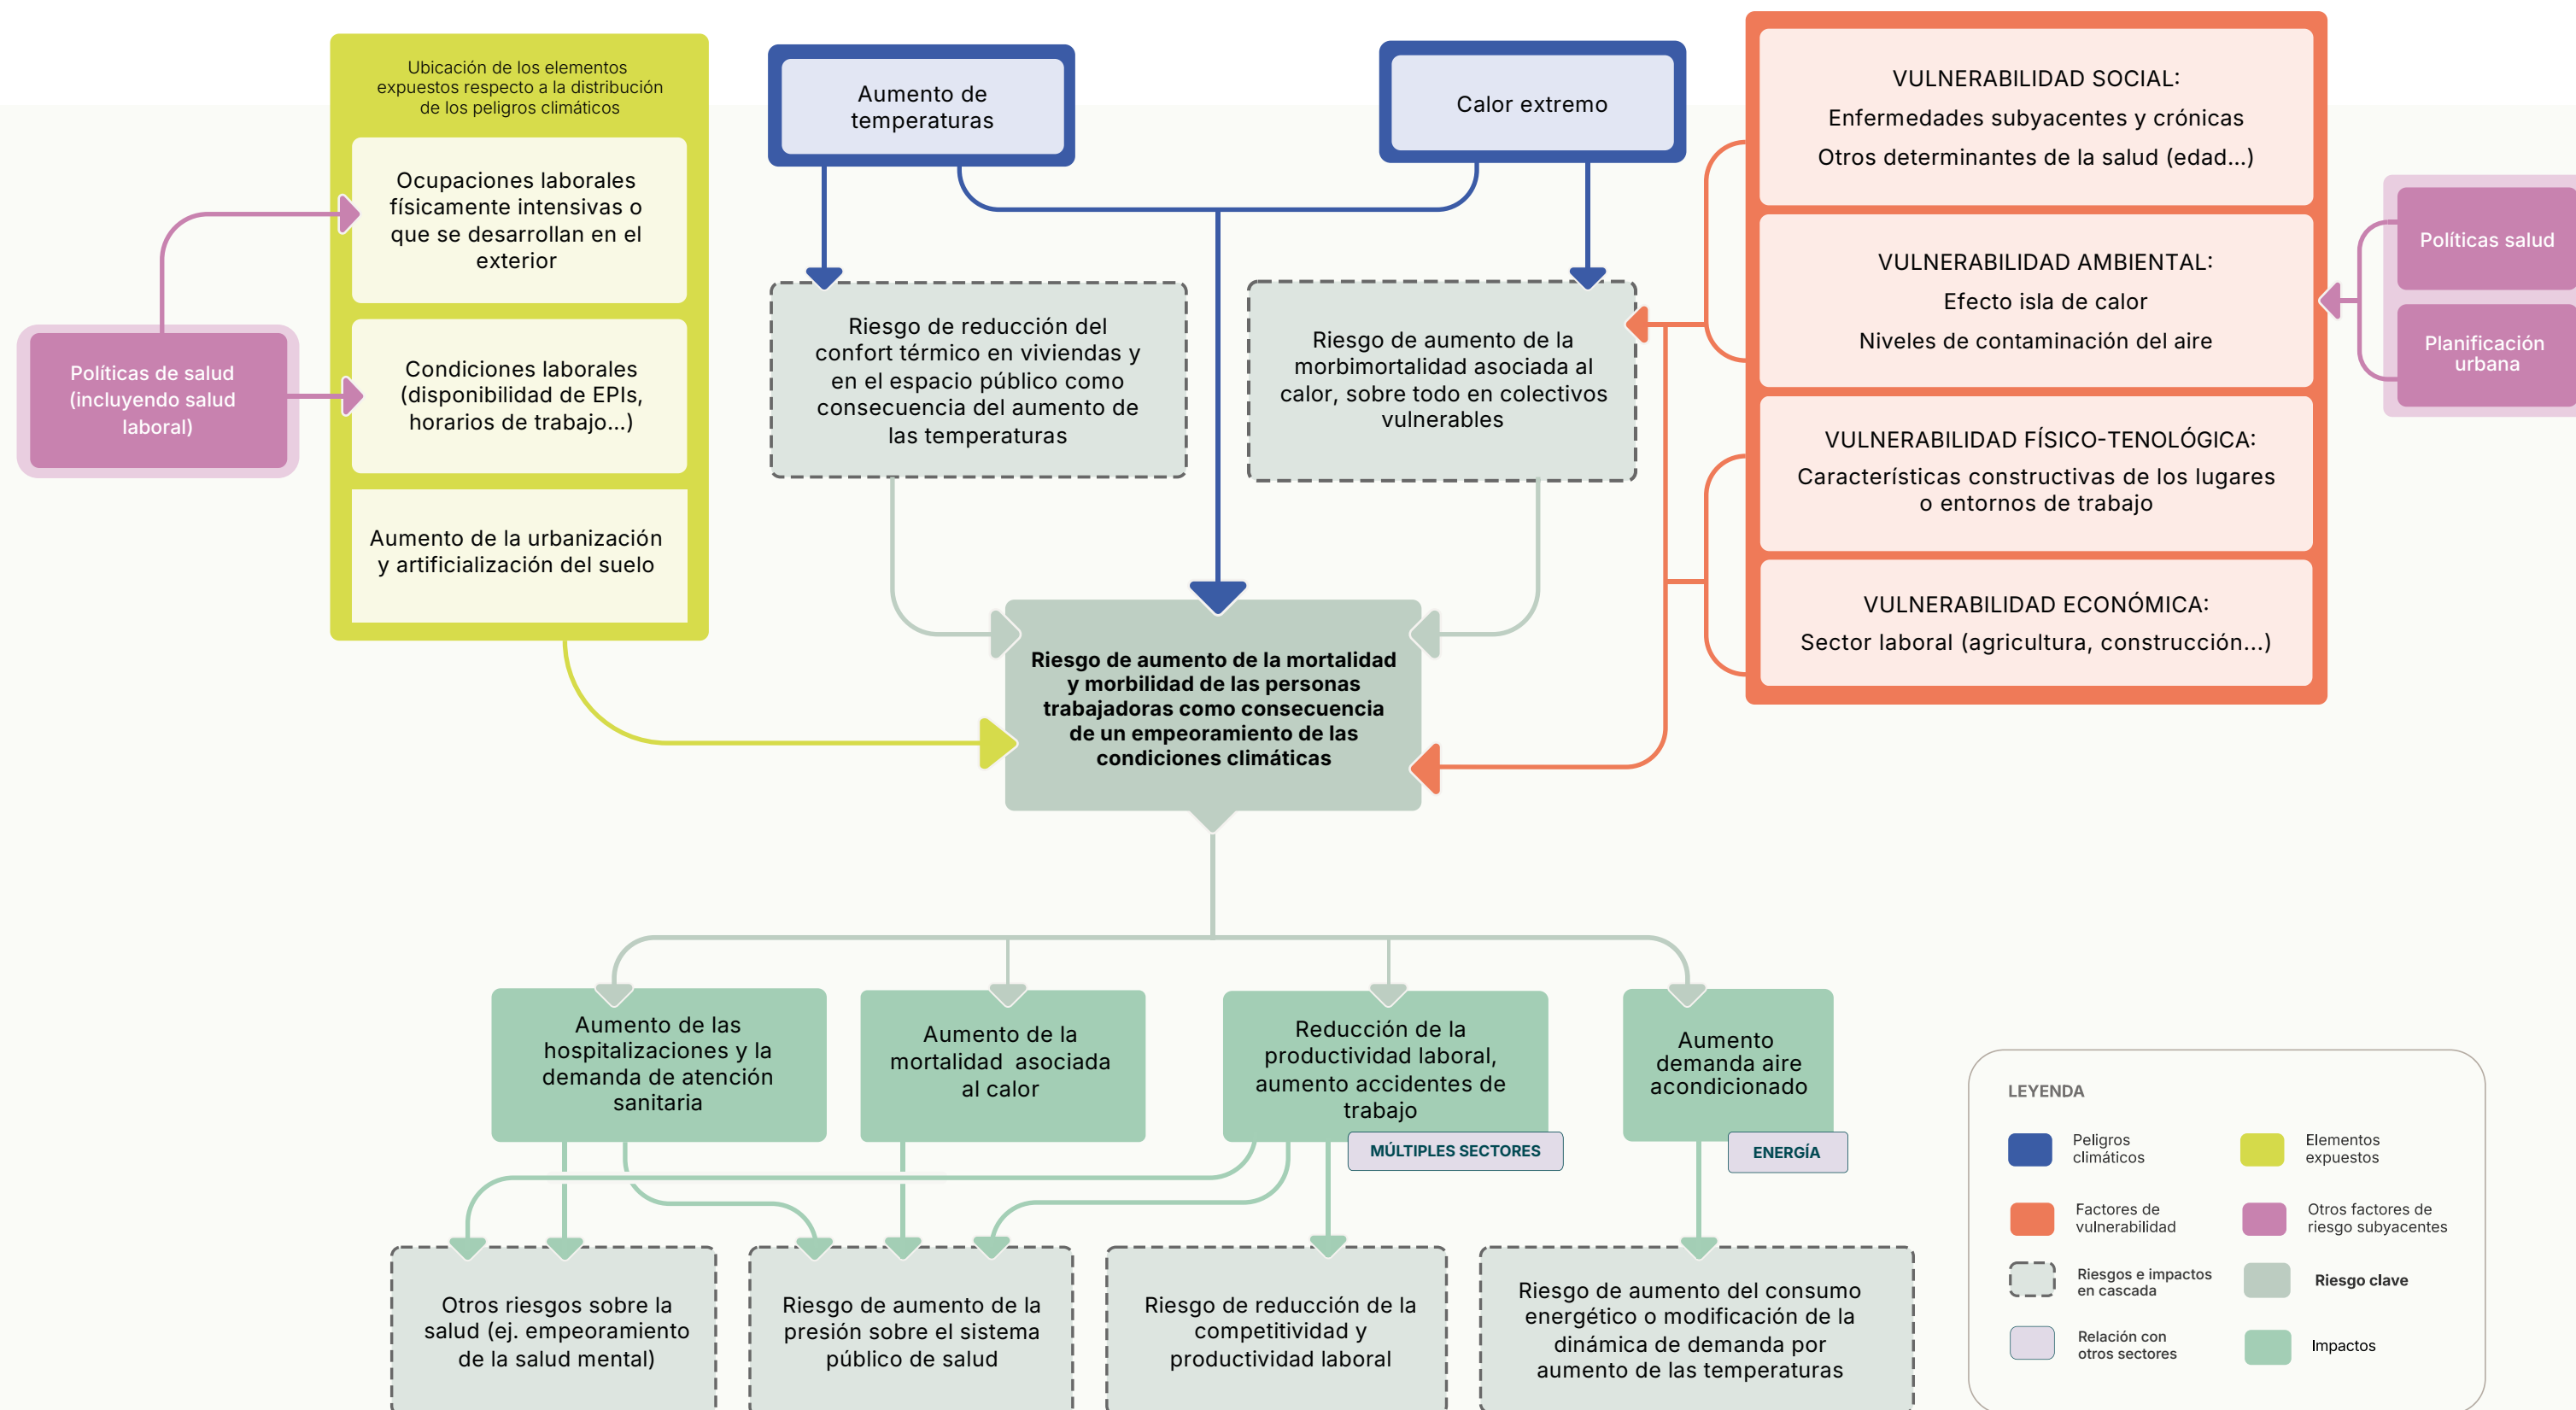 Ubicación de los elementos
expuestos respecto a la distribución
de los peligros climáticos
Ocupaciones laborales
físicamente intensivas o
que se desarrollan en el
exterior
Condiciones laborales
(disponibilidad de EPIs,
horarios de trabajo...)
Aumento de la urbanización
y artificialización del suelo
Políticas de salud
(incluyendo salud
laboral)
Aumento de
temperaturas
Calor extremo
Riesgo de reducción del
confort térmico en viviendas y
en el espacio público como
consecuencia del aumento de
las temperaturas
Riesgo de aumento de la
morbimortalidad asociada al
calor, sobre todo en colectivos
vulnerables
VULNERABILIDAD SOCIAL:
Enfermedades subyacentes y crónicas
Otros determinantes de la salud (edad...)
VULNERABILIDAD AMBIENTAL:
Efecto isla de calor
Niveles de contaminación del aire
VULNERABILIDAD FÍSICO-TENOLÓGICA:
Características constructivas de los lugares
o entornos de trabajo
VULNERABILIDAD ECONÓMICA:
Sector laboral (agricultura, construcción...)
Políticas salud
Planificación
urbana
Riesgo de aumento de la mortalidad
y morbilidad de las personas
trabajadoras como consecuencia
de un empeoramiento de las
condiciones climáticas
Aumento de las
hospitalizaciones y la
demanda de atención
sanitaria
Aumento de la
mortalidad asociada
al calor
Reducción de la
productividad laboral,
aumento accidentes de
trabajo
MÚLTIPLES SECTORES
Aumento
demanda aire
acondicionado
ENERGÍA
Otros riesgos sobre la
salud (ej. empeoramiento
de la salud mental)
Riesgo de aumento de la
presión sobre el sistema
público de salud
Riesgo de reducción de la
competitividad y
productividad laboral
Riesgo de aumento del consumo
energético o modificación de la
dinámica de demanda por
aumento de las temperaturas
LEYENDA
Peligros
climáticos
Elementos
expuestos
Factores de
vulnerabilidad
Otros factores de
riesgo subyacentes
Riesgos e impactos
en cascada
Riesgo clave
Relación con
otros sectores
Impactos